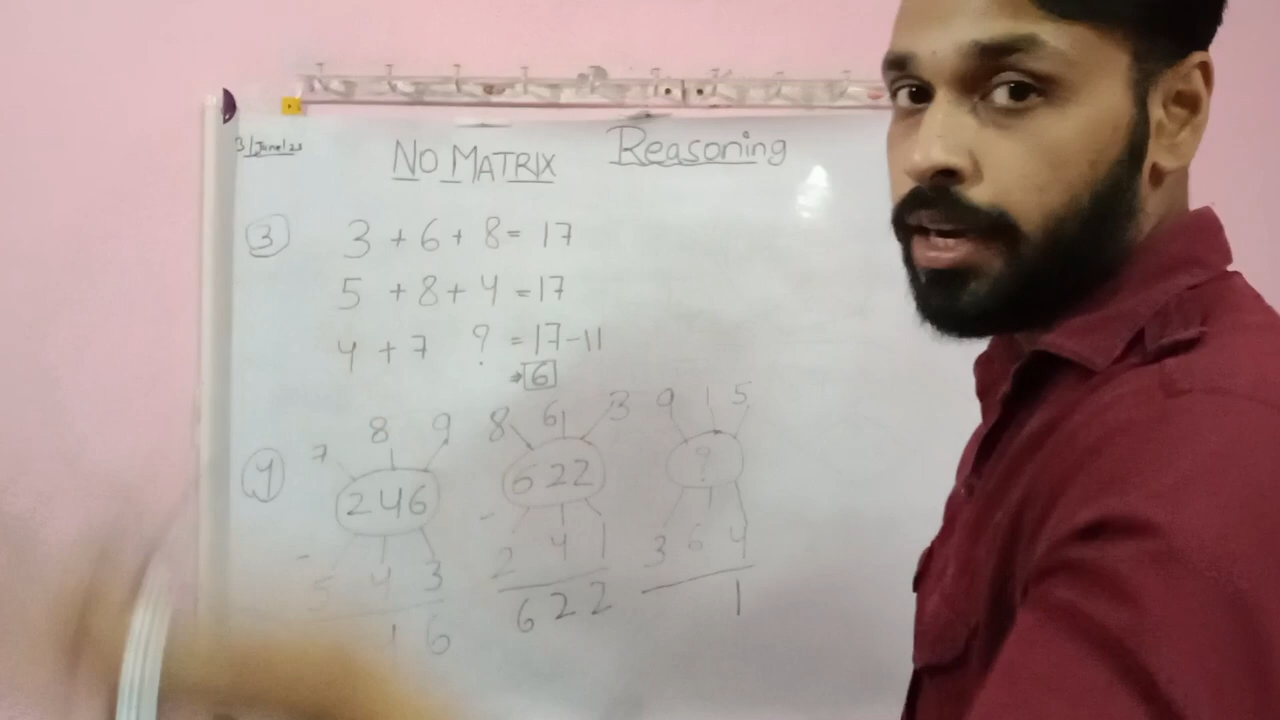 3/June/23
NO MATRIX Reasoning
3 3 + 6 + 8 = 17
5 + 8 + 4 = 17
4 + 7 ? = 17 - 11
⇒ 6
4 7 8 9 8 6 3 9 1 5
246 622 ?
- 5 4 3 - 2 4 1 3 6 4
1 6 622 1